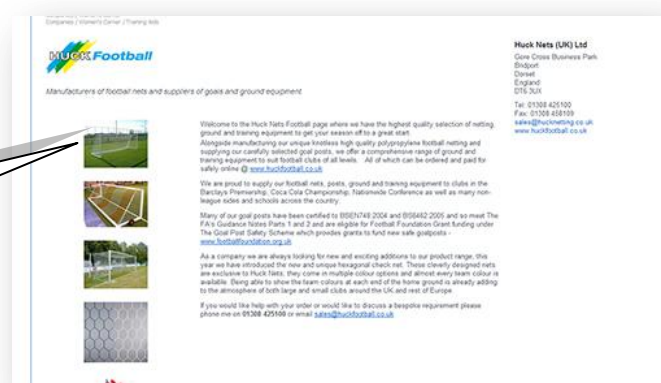 Companies / Women's Corner / Training Aids
HUCK Football
Manufacturers of football nets and suppliers of goals and ground equipment
Welcome to the Huck Nets Football page where we have the highest quality selection of netting
ground and training equipment to get your season off to a great start.
Alongside manufacturing our unique knotless high quality polypropylene football netting and
supplying our carefully selected goal posts, we offer a comprehensive range of ground and
training equipment to suit football clubs of all levels. All of which can be ordered and paid for
safely online @ www.huckfootball.co.uk
We are proud to supply our football nets, posts, ground and training equipment to clubs in the
Barclays Premiership, Coca Cola Championship, Nationwide Conference as well as many non-
league sides and schools across the country.
Many of our goal posts have been certified to BSEN748:2004 and BS8462:2005 and so meet The
FA's Guidance Notes Parts 1 and 2 and are eligible for Football Foundation Grant funding under
The Goal Post Safety Scheme which provides grants to fund new safe goalposts -
www.footballfoundation.org.uk
As a company we are always looking for new and exciting additions to our product range, this
year we have introduced the new and unique hexagonal check net. These cleverly designed nets
are exclusive to Huck Nets, they come in multiple colour options and almost every team colour is
available. Being able to show the team colours at each end of the home ground is already adding
to the atmosphere of both large and small clubs around the UK and rest of Europe
If you would like help with your order or would like to discuss a bespoke requirement please
phone me on 01308 425100 or email sales@huckfootball.co.uk
Huck Nets (UK) Ltd
Gore Cross Business Park
Bridport
Dorset
England
DT6 3UX
Tel: 01308 425100
Fax: 01308 458109
sales@hucknetting.co.uk
www.huckfootball.co.uk